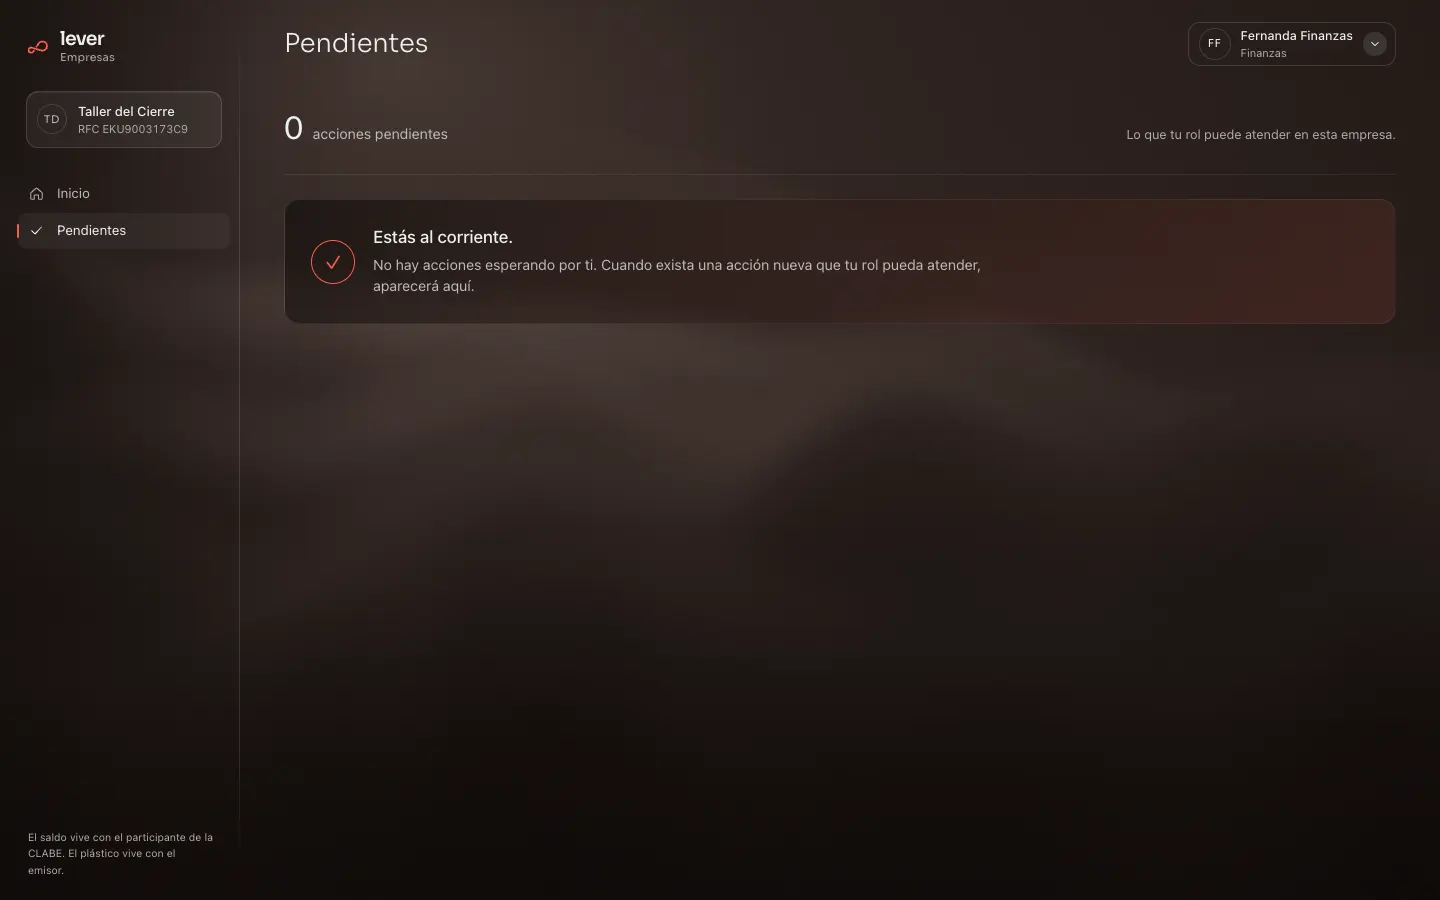 lever
Empresas
TD
Taller del Cierre
RFC EKU9003173C9
Inicio
Pendientes
El saldo vive con el participante de la
CLABE. El plástico vive con el
emisor.
Pendientes
FF
Fernanda Finanzas
Finanzas
0 acciones pendientes
Lo que tu rol puede atender en esta empresa.
Estás al corriente.
No hay acciones esperando por ti. Cuando exista una acción nueva que tu rol pueda atender,
aparecerá aquí.